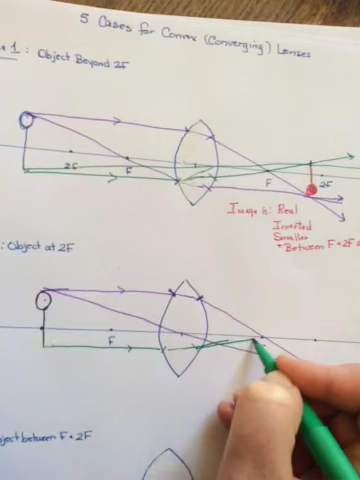 5 Cases for Convex (Converging) Lenses
1: Object Beyond 2F
2F
F
F
2F
Image is: Real
Inverted
Smaller
Between F + 2F
: Object at 2F
F
ject between F + 2F